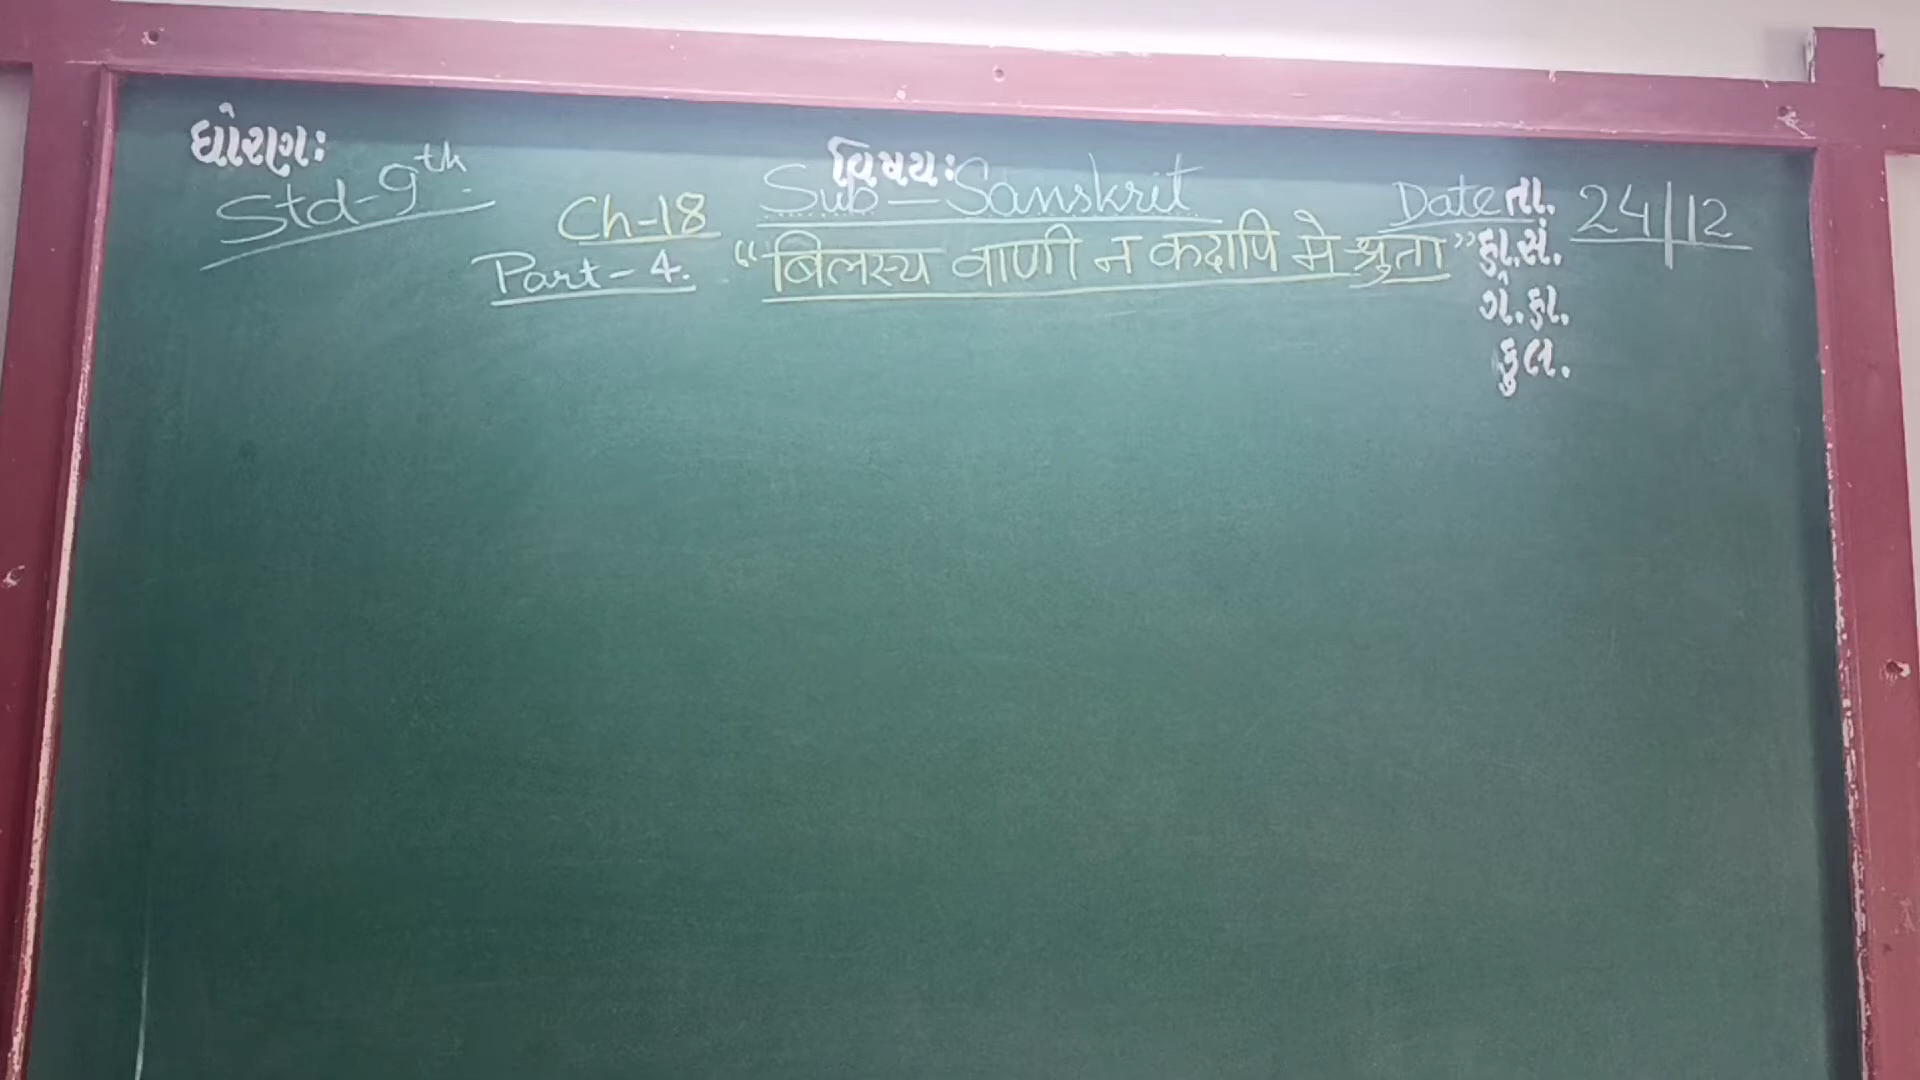 ધોરણઃ વિષયઃ
Std-9th Sub-Sanskrit Date તા. 24/12
Ch-18
Part-4. "बिलस्य वाणी न कदापि मे श्रुता" હા.સં.
ગે.હા.
કુલ.